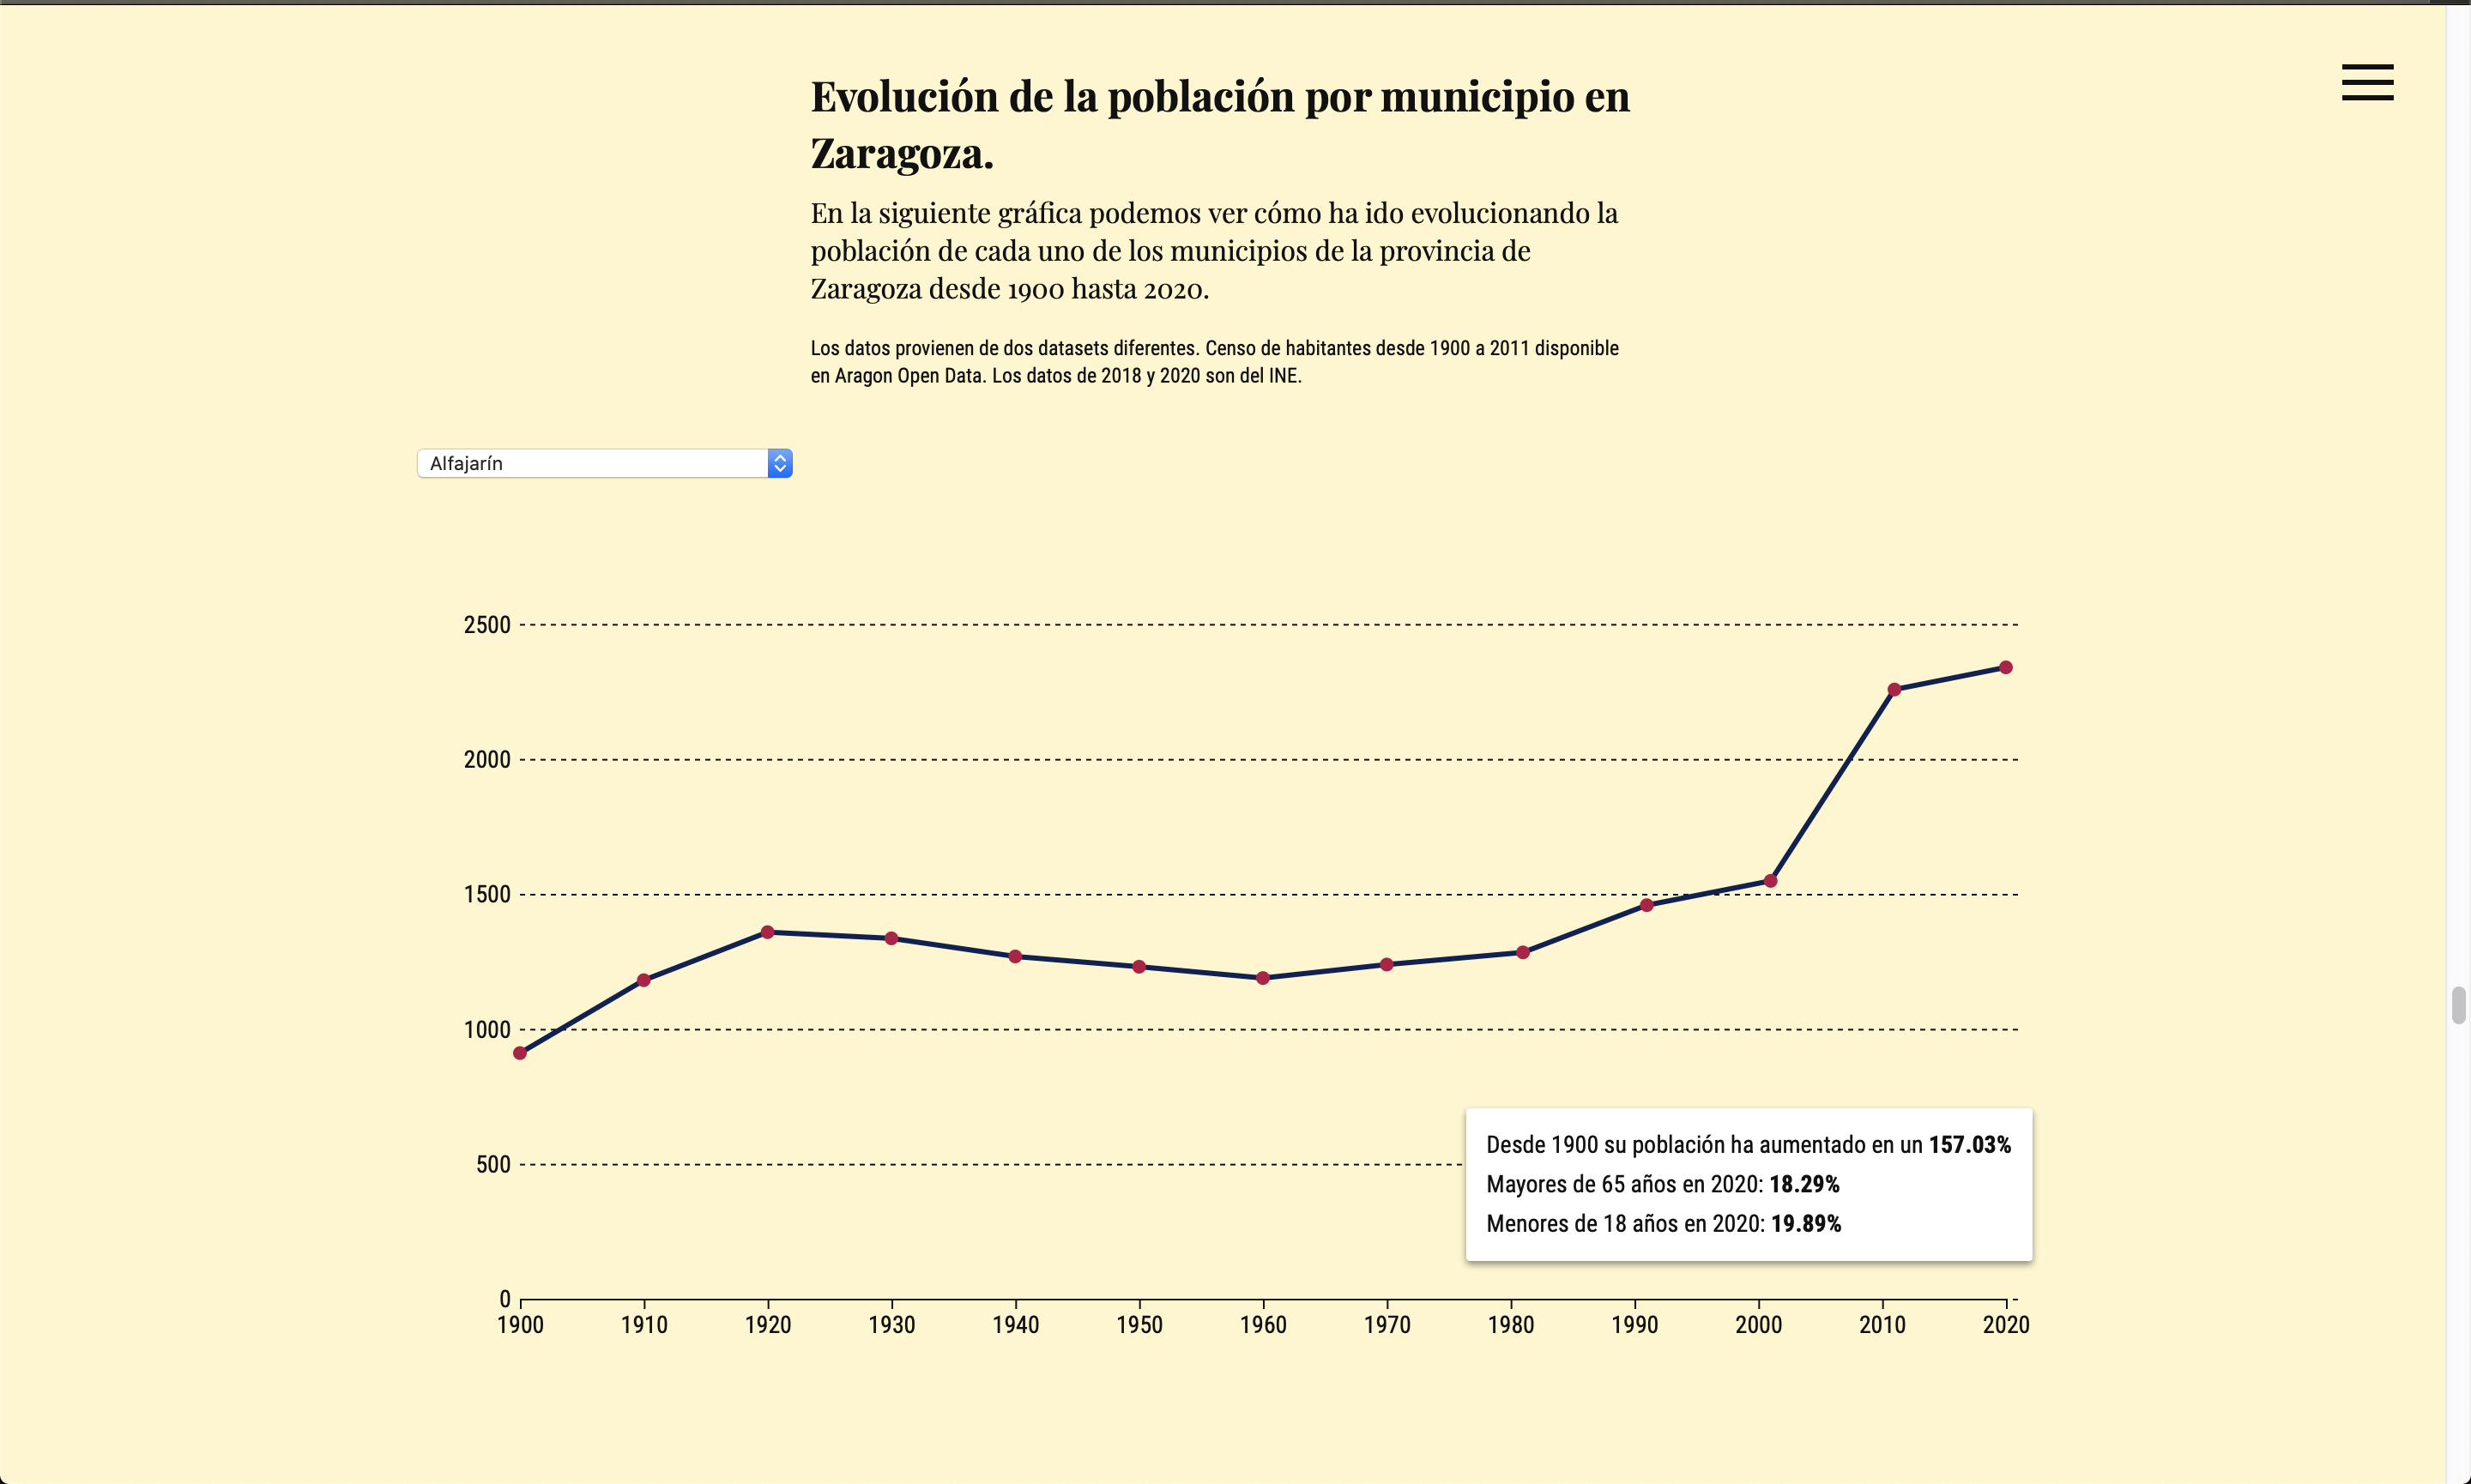 Evolución de la población por municipio en
Zaragoza.
En la siguiente gráfica podemos ver cómo ha ido evolucionando la
población de cada uno de los municipios de la provincia de
Zaragoza desde 1900 hasta 2020.
Los datos provienen de dos datasets diferentes. Censo de habitantes desde 1900 a 2011 disponible
en Aragon Open Data. Los datos de 2018 y 2020 son del INE.
Alfajarín
2500
2000
1500
1000
500
0
Desde 1900 su población ha aumentado en un 157.03%
Mayores de 65 años en 2020: 18.29%
Menores de 18 años en 2020: 19.89%
1900 1910 1920 1930 1940 1950 1960 1970 1980 1990 2000 2010 2020